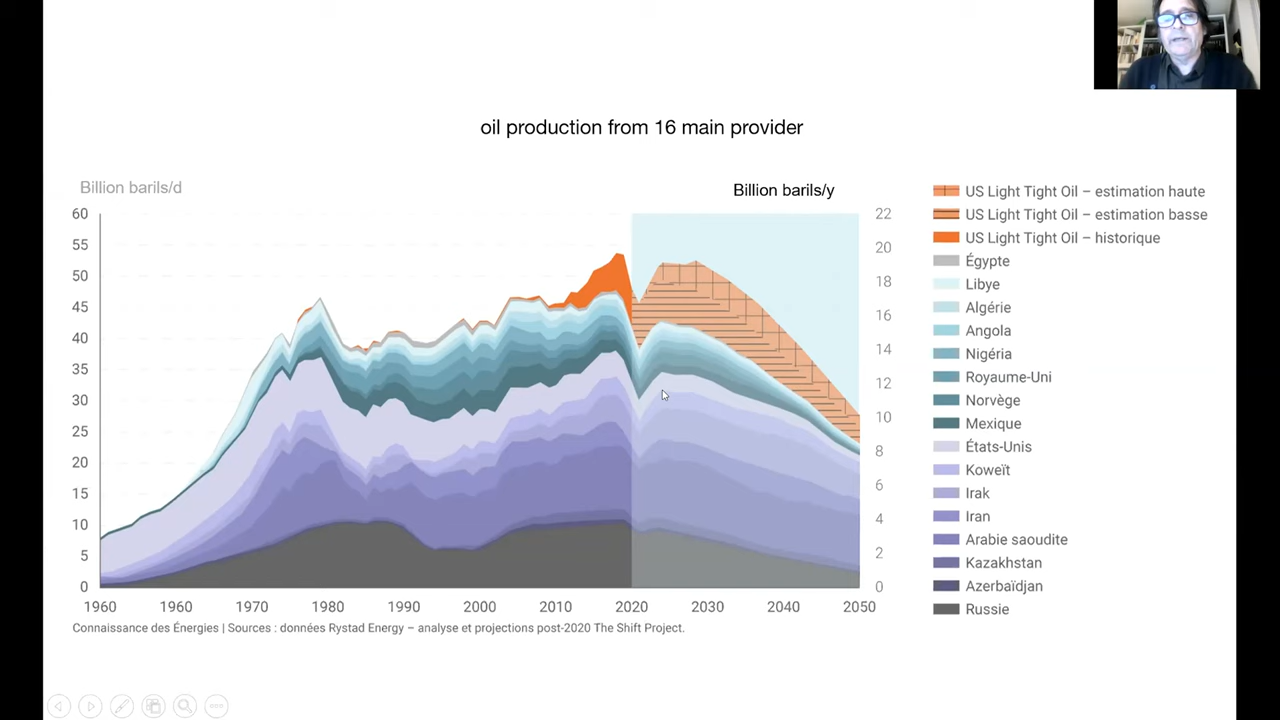 oil production from 16 main provider
Billion barils/d
Billion barils/y
60
55
50
45
40
35
30
25
20
15
10
5
0
22
20
18
16
14
12
10
8
6
4
2
0
1960 1960 1970 1980 1990 2000 2010 2020 2030 2040 2050
US Light Tight Oil – estimation haute
US Light Tight Oil – estimation basse
US Light Tight Oil – historique
Égypte
Libye
Algérie
Angola
Nigéria
Royaume-Uni
Norvège
Mexique
États-Unis
Koweït
Irak
Iran
Arabie saoudite
Kazakhstan
Azerbaïdjan
Russie
Connaissance des Énergies | Sources : données Rystad Energy – analyse et projections post-2020 The Shift Project.